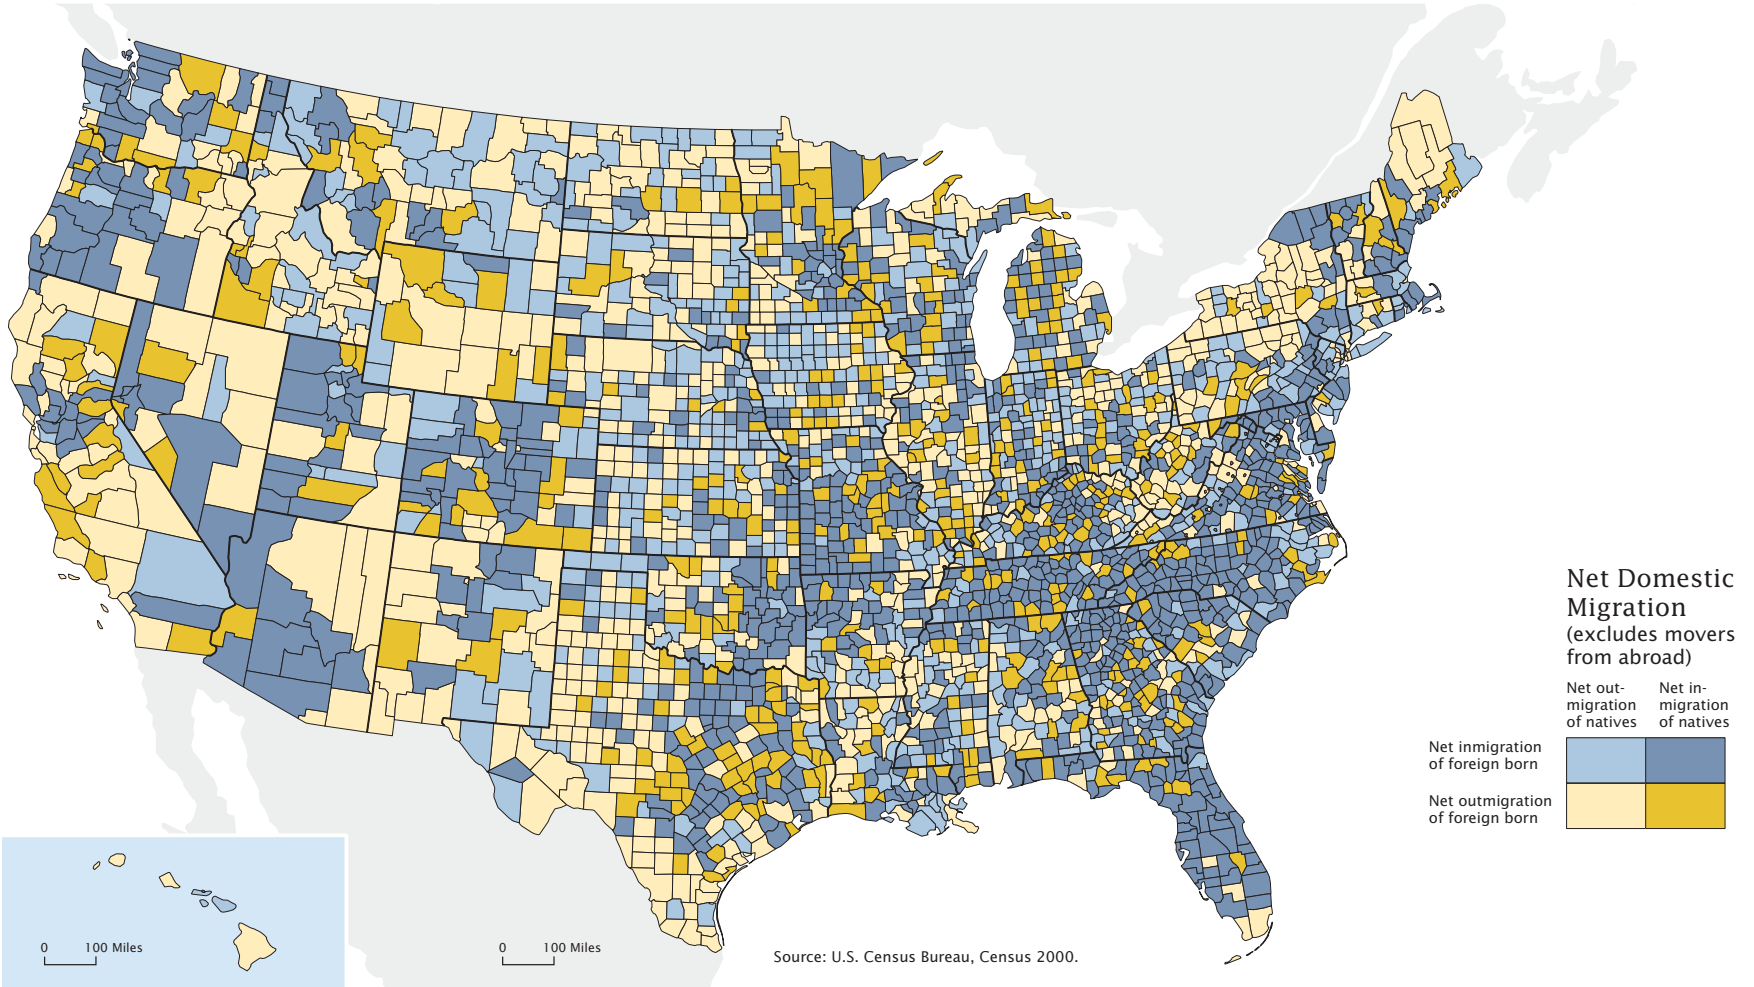 Net Domestic
Migration
(excludes movers
from abroad)
Net out-
migration
of natives
Net in-
migration
of natives
Net inmigration
of foreign born
Net outmigration
of foreign born
0 100 Miles
0 100 Miles
Source: U.S. Census Bureau, Census 2000.